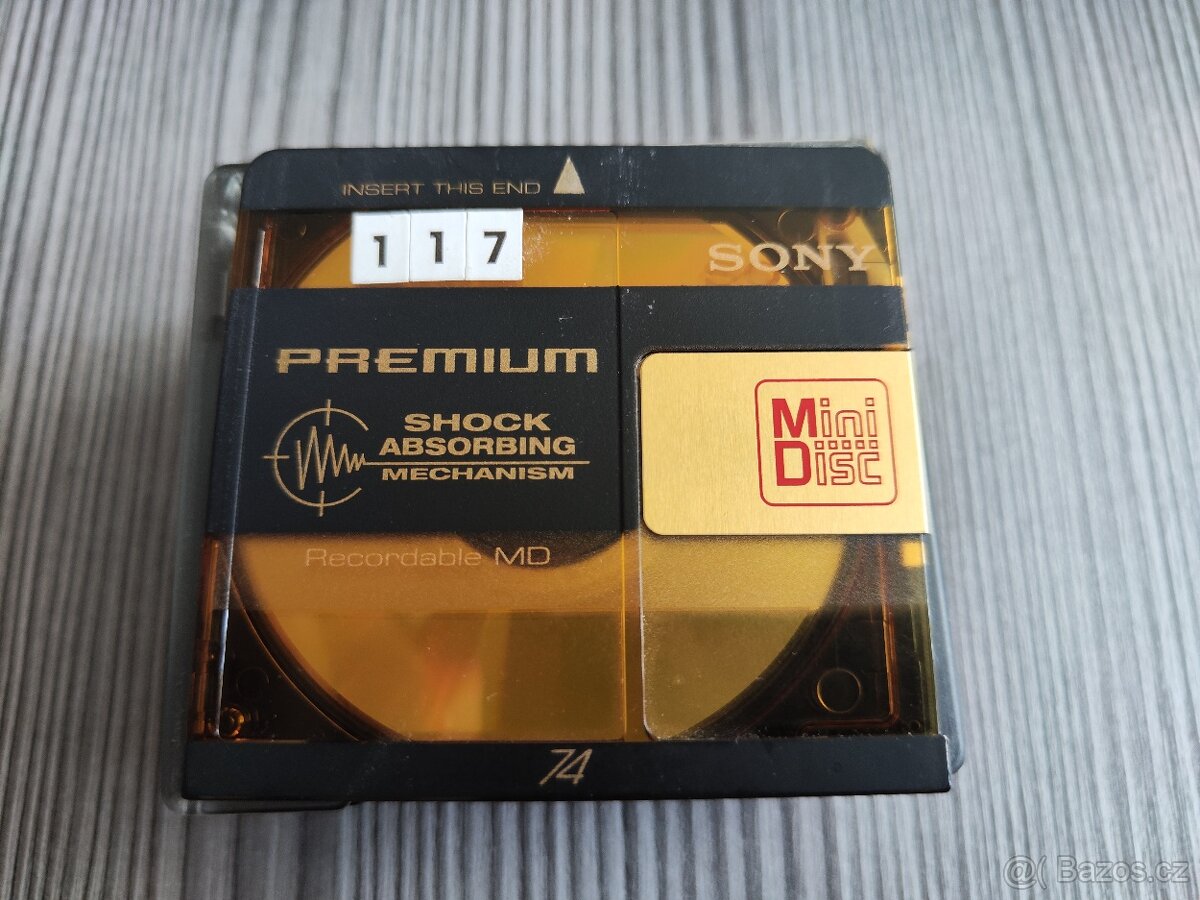 INSERT THIS END
117
SONY
PREMIUM
SHOCK
ABSORBING
MECHANISM
Mini
Disc
Recordable MD
74
@( Bazos.cz